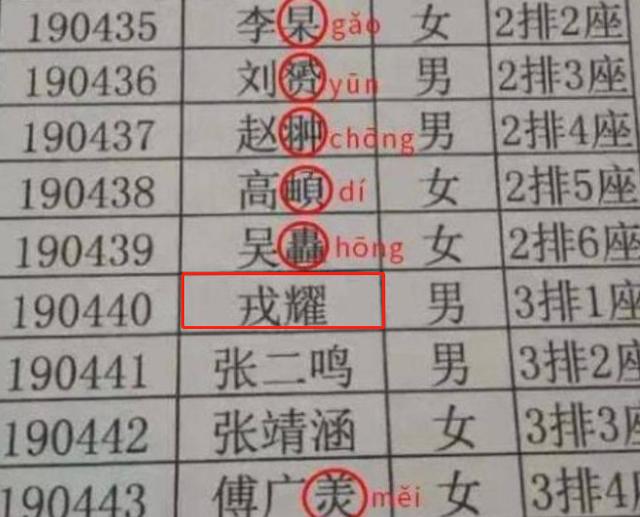 190435 李杲 gǎo 女 2排2座
190436 刘赟 yūn 男 2排3座
190437 赵翀 chōng 男 2排4座
190438 高頔 dí 女 2排5座
190439 吴轟 hōng 女 2排6座
190440 戎耀 男 3排1座
190441 张二鸣 男 3排2座
190442 张靖涵 女 3排3座
190443 傅广羙 měi 女 3排4